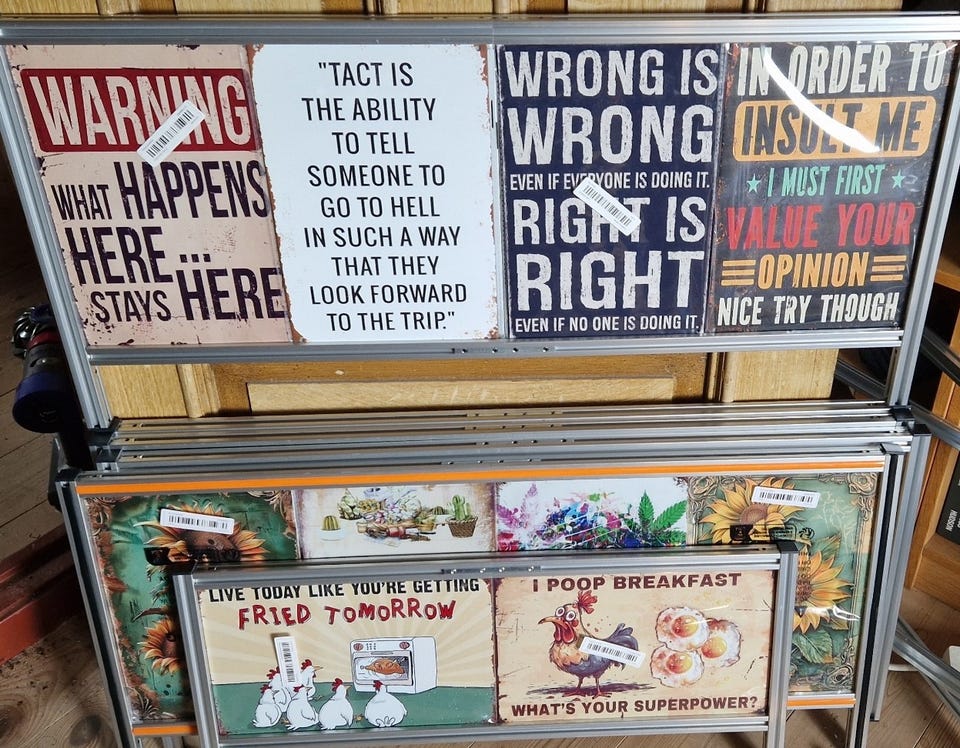 WARNING
WHAT HAPPENS
HERE...
STAYS HERE
"TACT IS
THE ABILITY
TO TELL
SOMEONE TO
GO TO HELL
IN SUCH A WAY
THAT THEY
LOOK FORWARD
TO THE TRIP."
WRONG IS
WRONG
EVEN IF EVERYONE IS DOING IT.
RIGHT IS
RIGHT
EVEN IF NO ONE IS DOING IT.
IN ORDER TO
INSULT ME
I MUST FIRST
VALUE YOUR
OPINION
NICE TRY THOUGH
LIVE TODAY LIKE YOU'RE GETTING
FRIED TOMORROW
I POOP BREAKFAST
WHAT'S YOUR SUPERPOWER?